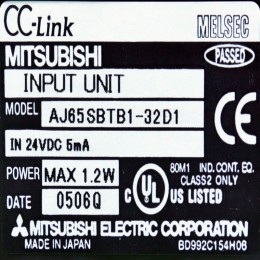 CC-Link MELSEC
MITSUBISHI PASSED
INPUT UNIT
MODEL AJ65SBTB1-32D1
CE
IN 24VDC 5mA
80M1 IND. CONT. EQ.
POWER MAX 1.2W C UL CLASS2 ONLY
US LISTED
DATE 0506Q
MITSUBISHI ELECTRIC CORPORATION
MADE IN JAPAN BD992C154H06